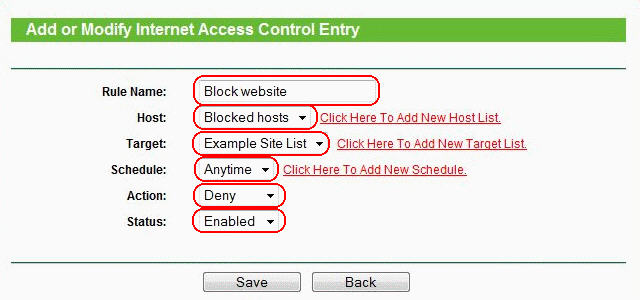 Add or Modify Internet Access Control Entry
Rule Name: Block website
Host: Blocked hosts Click Here To Add New Host List.
Target: Example Site List Click Here To Add New Target List.
Schedule: Anytime Click Here To Add New Schedule.
Action: Deny
Status: Enabled
Save Back